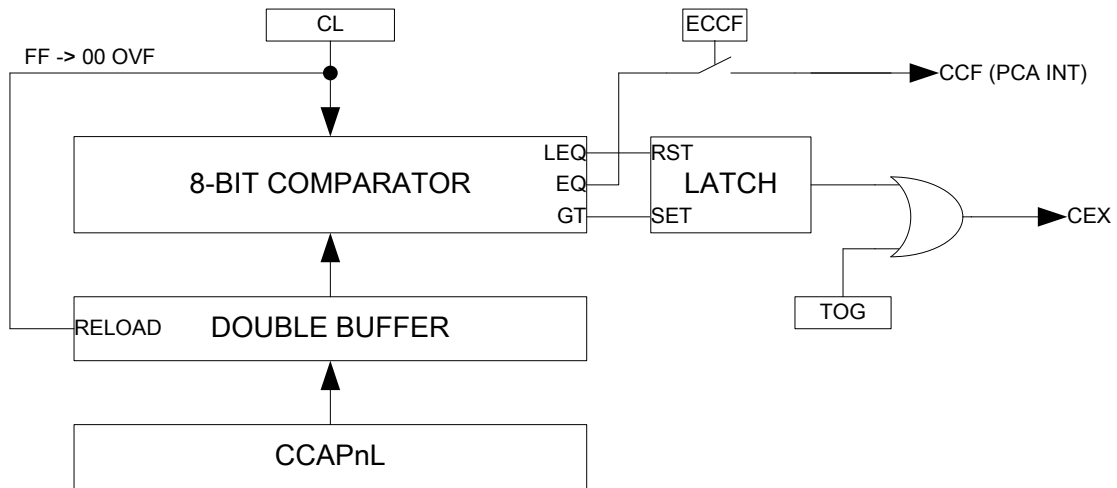 CL
ECCF
FF -> 00 OVF
CCF (PCA INT)
8-BIT COMPARATOR
LEQ
EQ
GT
RST
LATCH
SET
CEX
RELOAD
DOUBLE BUFFER
TOG
CCAPnL